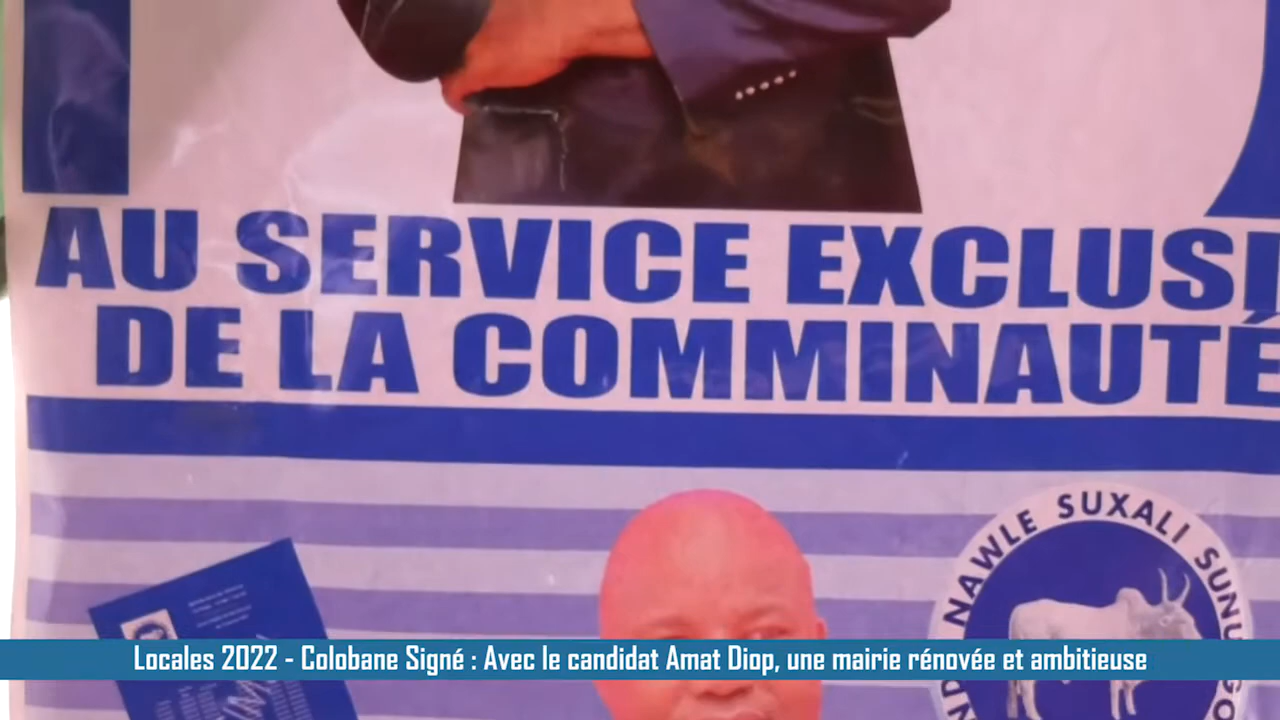 AU SERVICE EXCLUSI
DE LA COMMINAUTÉ
NAWLE SUXALI SUNU
Locales 2022 - Colobane Signé : Avec le candidat Amat Diop, une mairie rénovée et ambitieuse